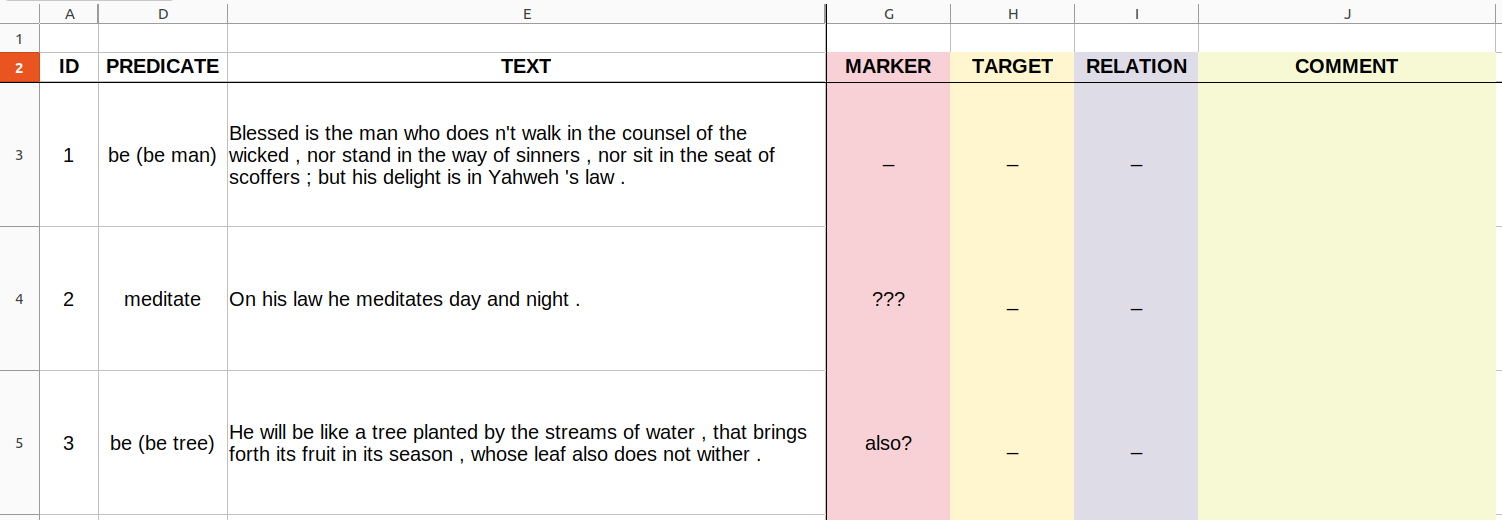 A D E G H I J
1
2 ID PREDICATE TEXT MARKER TARGET RELATION COMMENT
Blessed is the man who does n't walk in the counsel of the
3 1 be (be man) wicked , nor stand in the way of sinners , nor sit in the seat of _ _ _
scoffers ; but his delight is in Yahweh 's law .
4 2 meditate On his law he meditates day and night . ??? _ _
5 3 be (be tree) He will be like a tree planted by the streams of water , that brings also? _ _
forth its fruit in its season , whose leaf also does not wither .